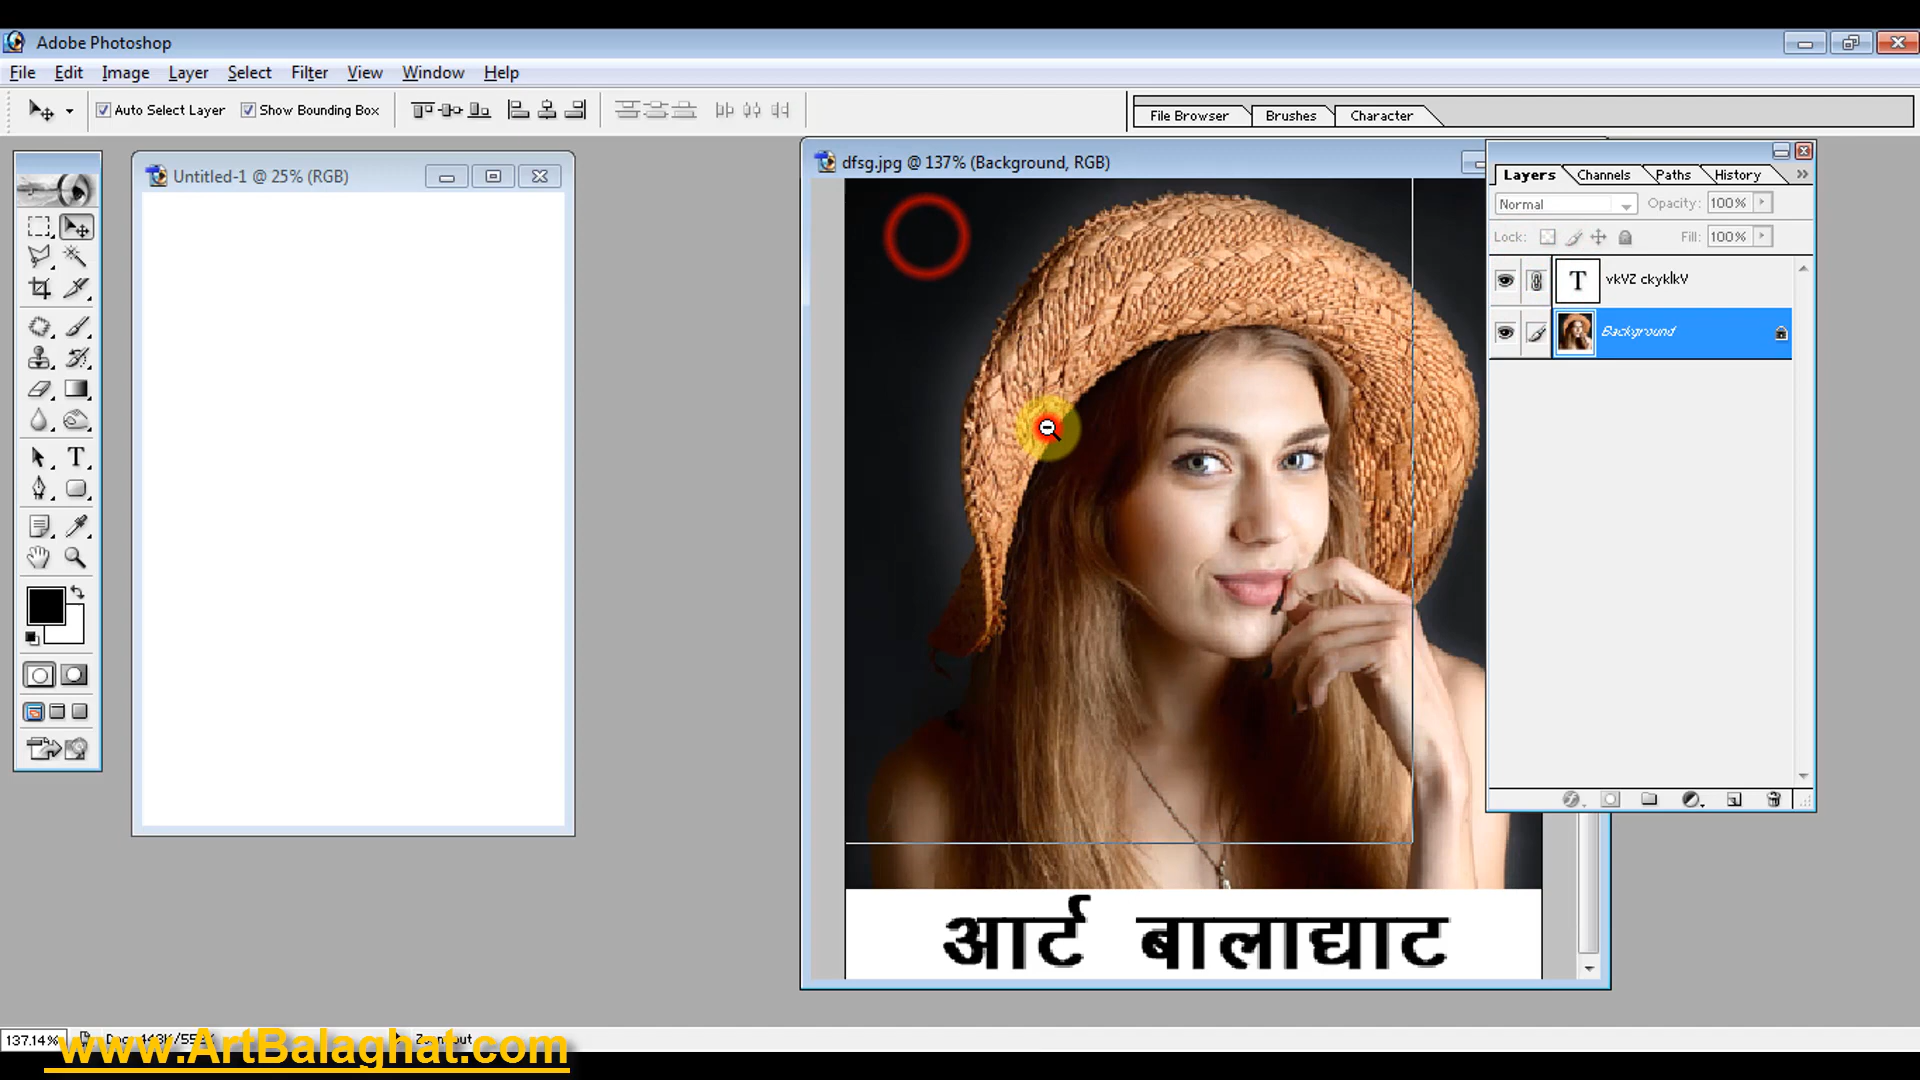 Adobe Photoshop
File Edit Image Layer Select Filter View Window Help
Auto Select Layer Show Bounding Box
File Browser Brushes Character
Untitled-1 @ 25% (RGB)
dfsg.jpg @ 137% (Background, RGB)
Layers Channels Paths History
Normal Opacity: 100%
Lock: Fill: 100%
T vkVZ ckyk|kV
Background
आर्ट बालाद्याट
137.14%
www.ArtBalaghat.com